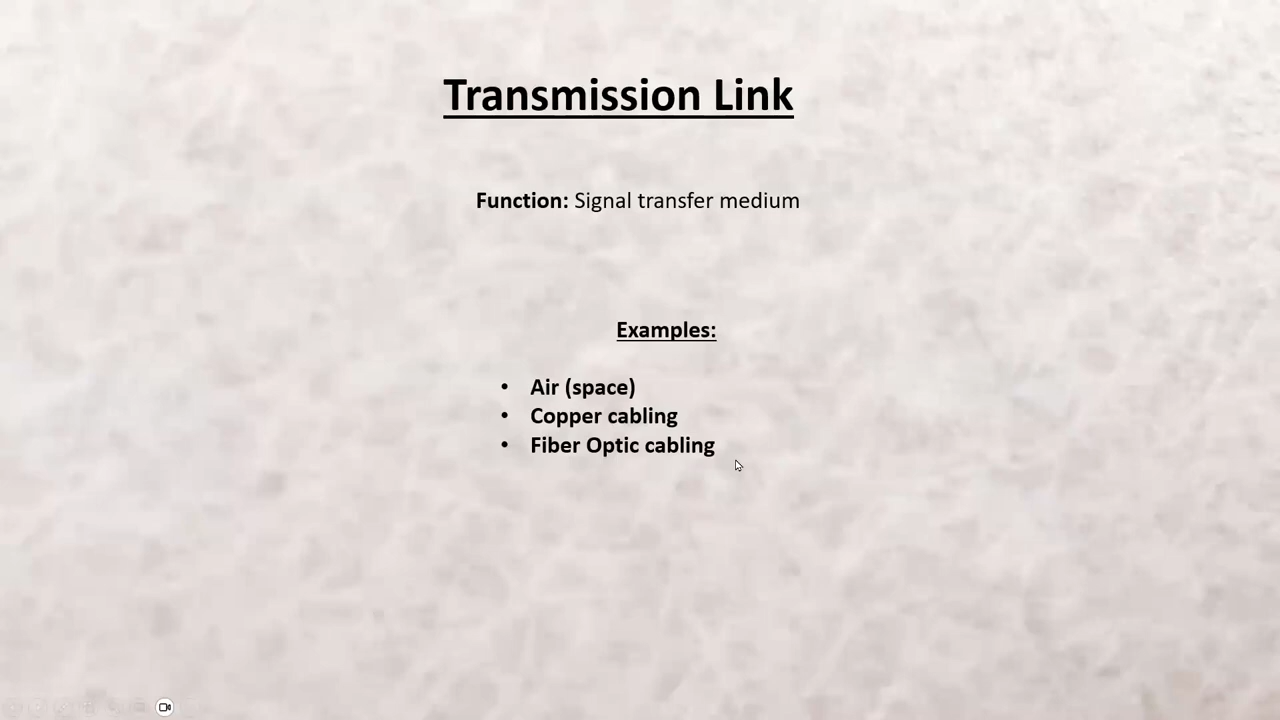 Transmission Link
Function: Signal transfer medium
Examples:
• Air (space)
• Copper cabling
• Fiber Optic cabling